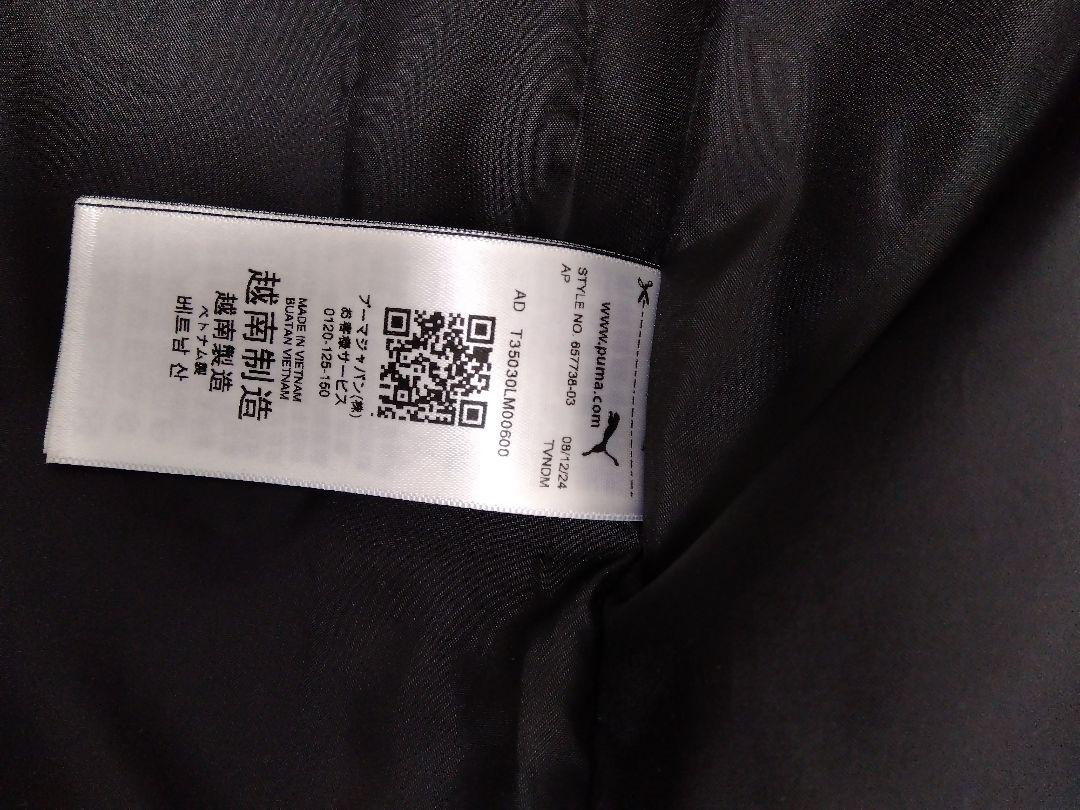 www.puma.com
STYLE NO. 657738-03 08/12/24
AP TVNDM
AD T35030LM00600
プーマジャパン(株)
お客様サービス
0120-125-150
MADE IN VIETNAM
BUATAN VIETNAM
越南制造
越南製造
ベトナム製
베트남 산